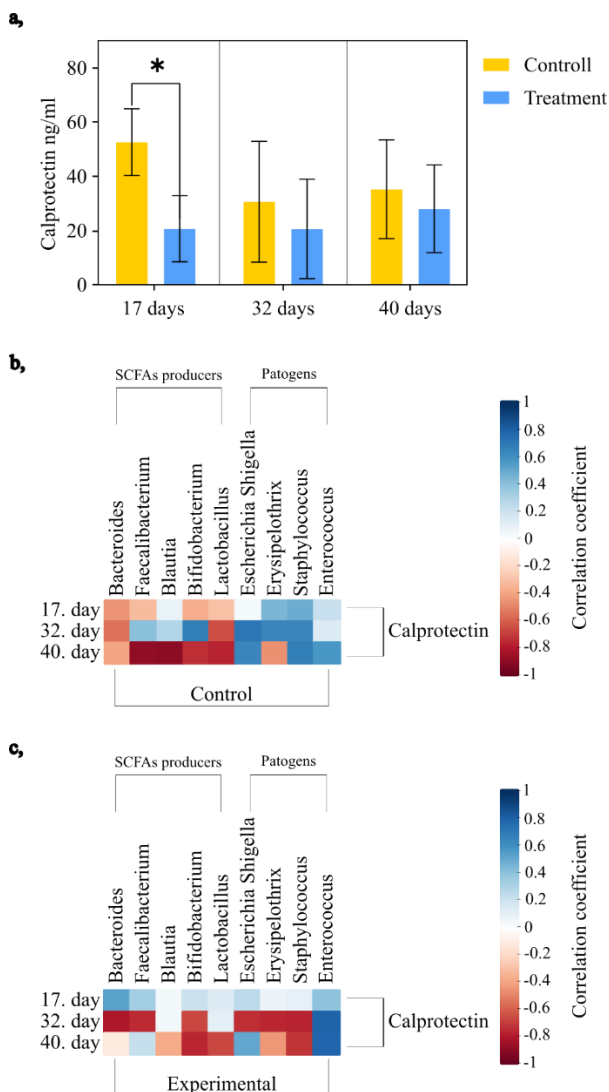 a,
80
60
40
20
0
Calprotectin ng/ml
*
Controll
Treatment
17 days
32 days
40 days
b,
SCFAs producers
Patogens
Bacteroides
Faecalibacterium
Blautia
Bifidobacterium
Lactobacillus
Escherichia Shigella
Erysipelothrix
Staphylococcus
Enterococcus
17. day
32. day
40. day
Calprotectin
Control
1
0.8
0.6
0.4
0.2
0
-0.2
-0.4
-0.6
-0.8
-1
Correlation coefficient
c,
SCFAs producers
Patogens
Bacteroides
Faecalibacterium
Blautia
Bifidobacterium
Lactobacillus
Escherichia Shigella
Erysipelothrix
Staphylococcus
Enterococcus
17. day
32. day
40. day
Calprotectin
Experimental
1
0.8
0.6
0.4
0.2
0
-0.2
-0.4
-0.6
-0.8
-1
Correlation coefficient